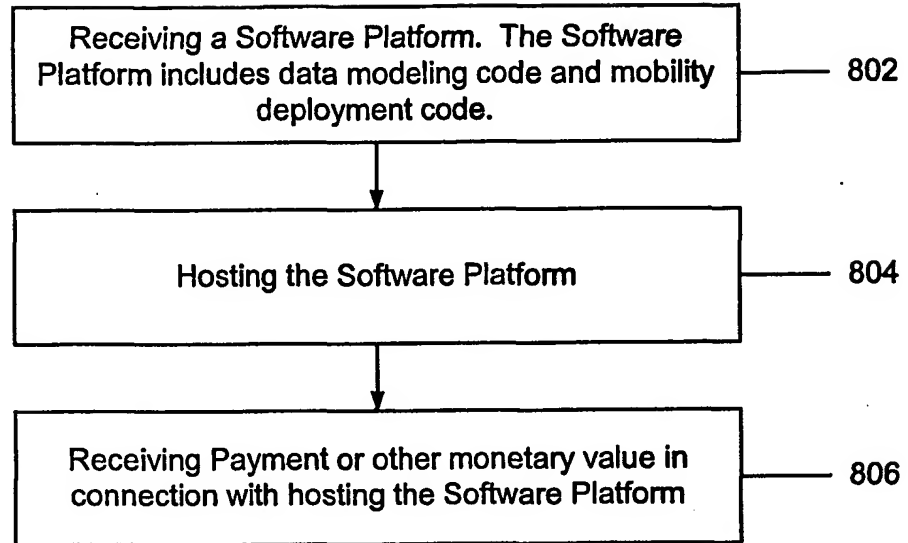 Receiving a Software Platform. The Software
Platform includes data modeling code and mobility
deployment code.
802
Hosting the Software Platform
804
Receiving Payment or other monetary value in
connection with hosting the Software Platform
806